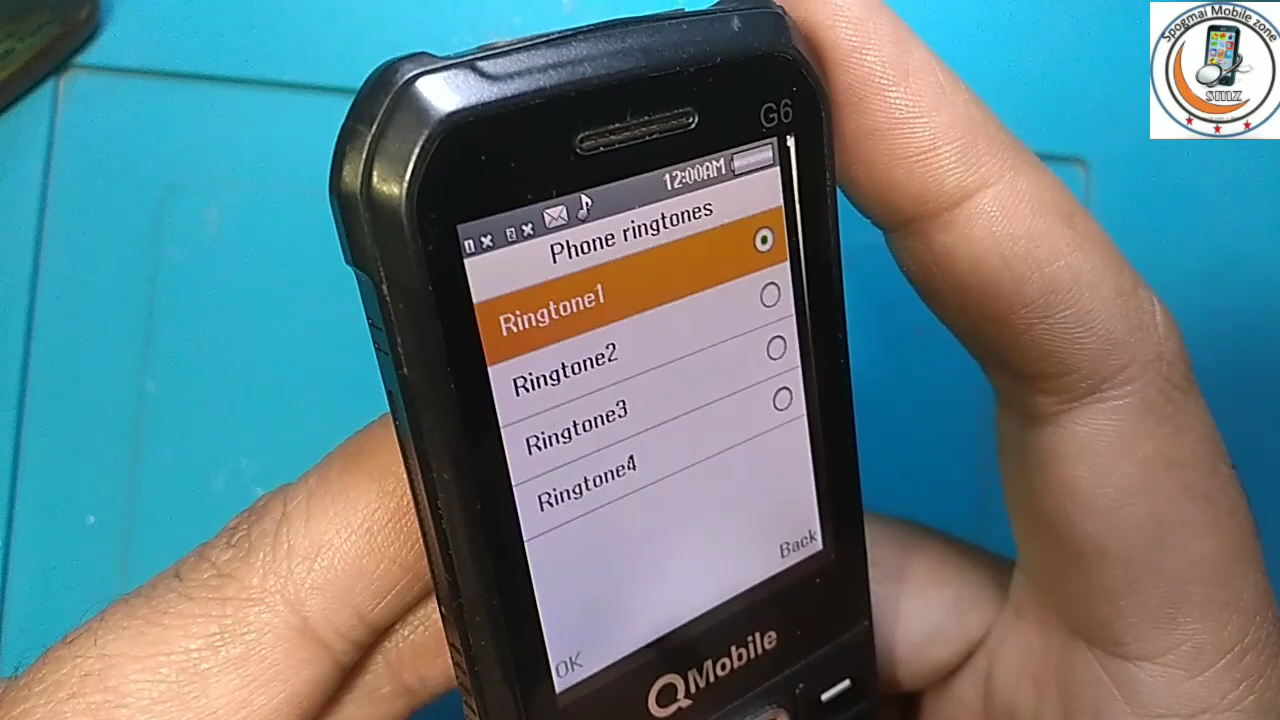 Spogmai Mobile zone
smz
G6
12:00AM
Phone ringtones
Ringtone1
Ringtone2
Ringtone3
Ringtone4
Back
OK
QMobile